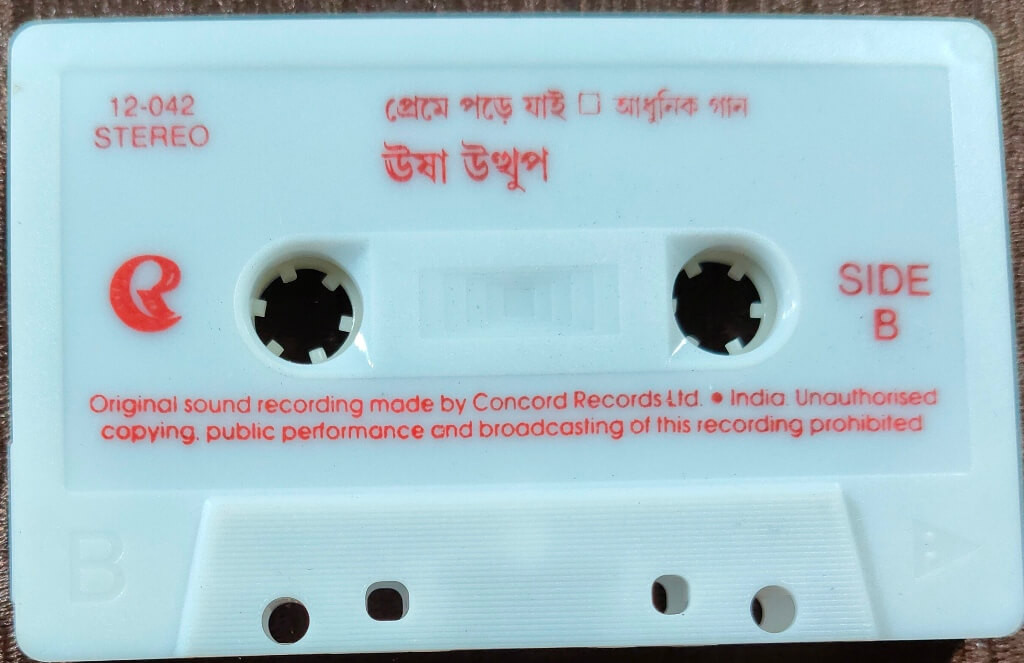 12-042
STEREO
প্রেমে পড়ে যাই □ আধুনিক গান
ঊষা উত্থুপ
SIDE
B
Original sound recording made by Concord Records Ltd. • India. Unauthorised
copying, public performance and broadcasting of this recording prohibited
B